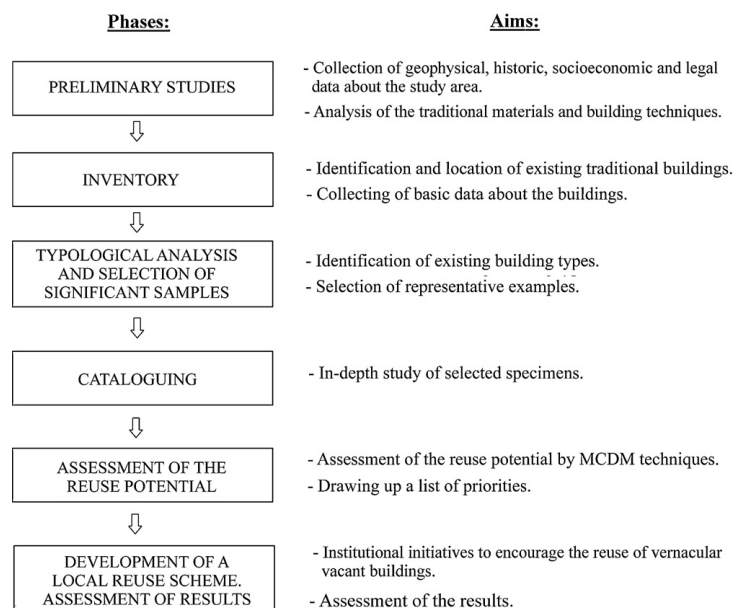 Phases:
Aims:
PRELIMINARY STUDIES
- Collection of geophysical, historic, socioeconomic and legal
data about the study area.
- Analysis of the traditional materials and building techniques.
INVENTORY
- Identification and location of existing traditional buildings.
- Collecting of basic data about the buildings.
TYPOLOGICAL ANALYSIS
AND SELECTION OF
SIGNIFICANT SAMPLES
- Identification of existing building types.
- Selection of representative examples.
CATALOGUING
- In-depth study of selected specimens.
ASSESSMENT OF THE
REUSE POTENTIAL
- Assessment of the reuse potential by MCDM techniques.
- Drawing up a list of priorities.
DEVELOPMENT OF A
LOCAL REUSE SCHEME.
ASSESSMENT OF RESULTS
- Institutional initiatives to encourage the reuse of vernacular
vacant buildings.
- Assessment of the results.